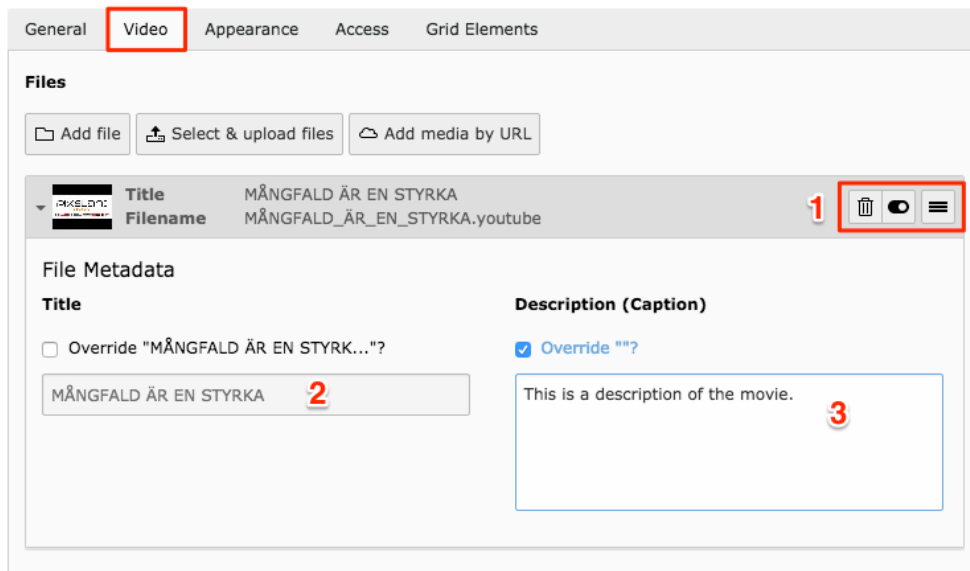 General Video Appearance Access Grid Elements
Files
Add file Select & upload files Add media by URL
Title MÅNGFALD ÄR EN STYRKA
Filename MÅNGFALD_ÄR_EN_STYRKA.youtube
1
File Metadata
Title Description (Caption)
Override "MÅNGFALD ÄR EN STYRK..."? Override ""?
MÅNGFALD ÄR EN STYRKA 2
This is a description of the movie.
3